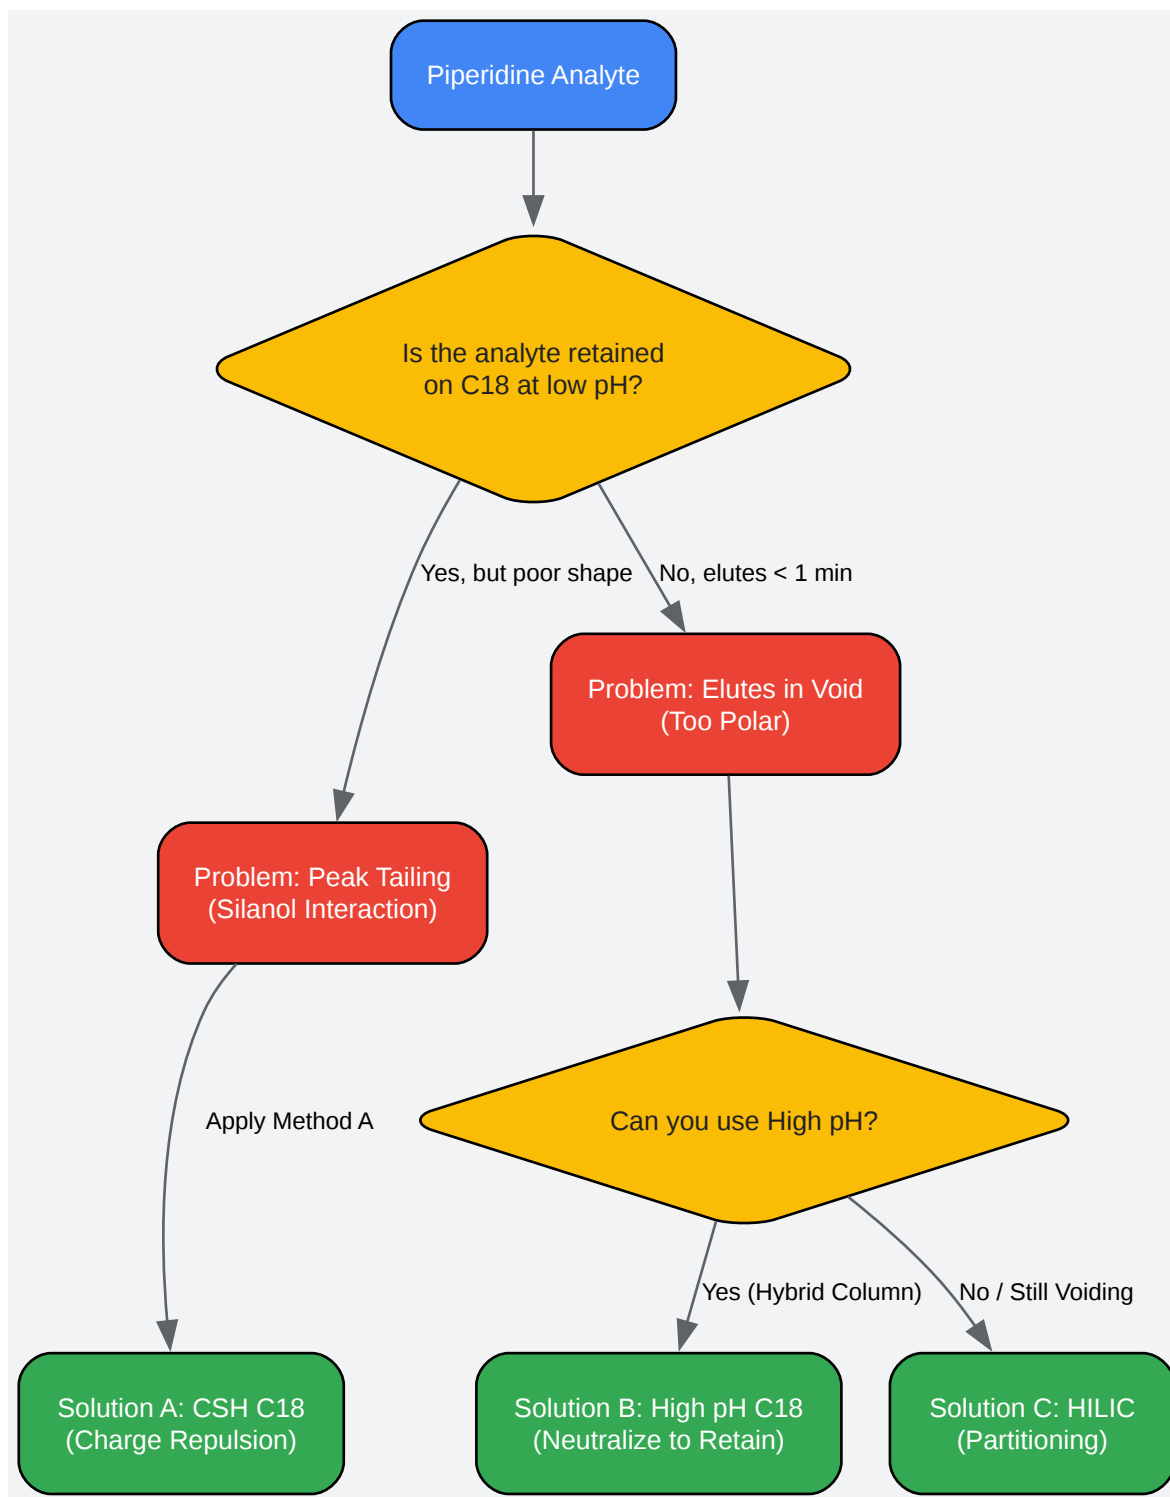 Piperidine Analyte
Is the analyte retained
on C18 at low pH?
Yes, but poor shape
No, elutes < 1 min
Problem: Elutes in Void
(Too Polar)
Problem: Peak Tailing
(Silanol Interaction)
Apply Method A
Can you use High pH?
Yes (Hybrid Column)
No / Still Voiding
Solution A: CSH C18
(Charge Repulsion)
Solution B: High pH C18
(Neutralize to Retain)
Solution C: HILIC
(Partitioning)